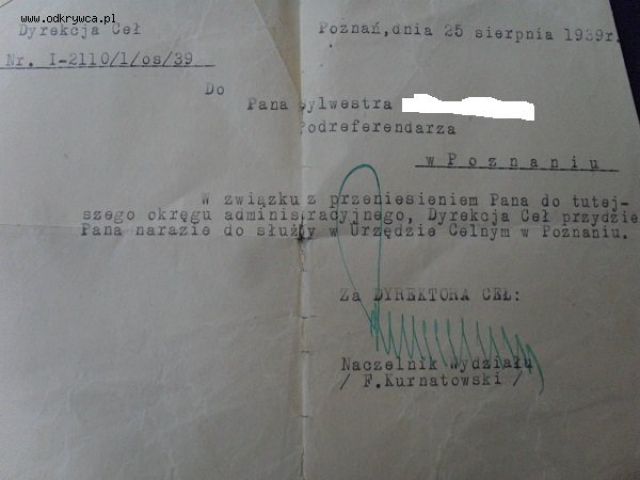 www.odkrywca.pl
Dyrekcja Ceł
Poznań, dnia 25 sierpnia 1939r.
Nr. I-2110/1/os/39
Do
Pana Sylwestra
Podreferendarza
w Poznaniu
W związku z przeniesieniem Pana do tutej-
szego okręgu administracyjnego, Dyrekcja Ceł przydzie
Pana narazie do służby w Urzędzie Celnym w Poznaniu.
Za DYREKTORA CEŁ:
Naczelnik Wydziału
/ F.Kurnatowski /